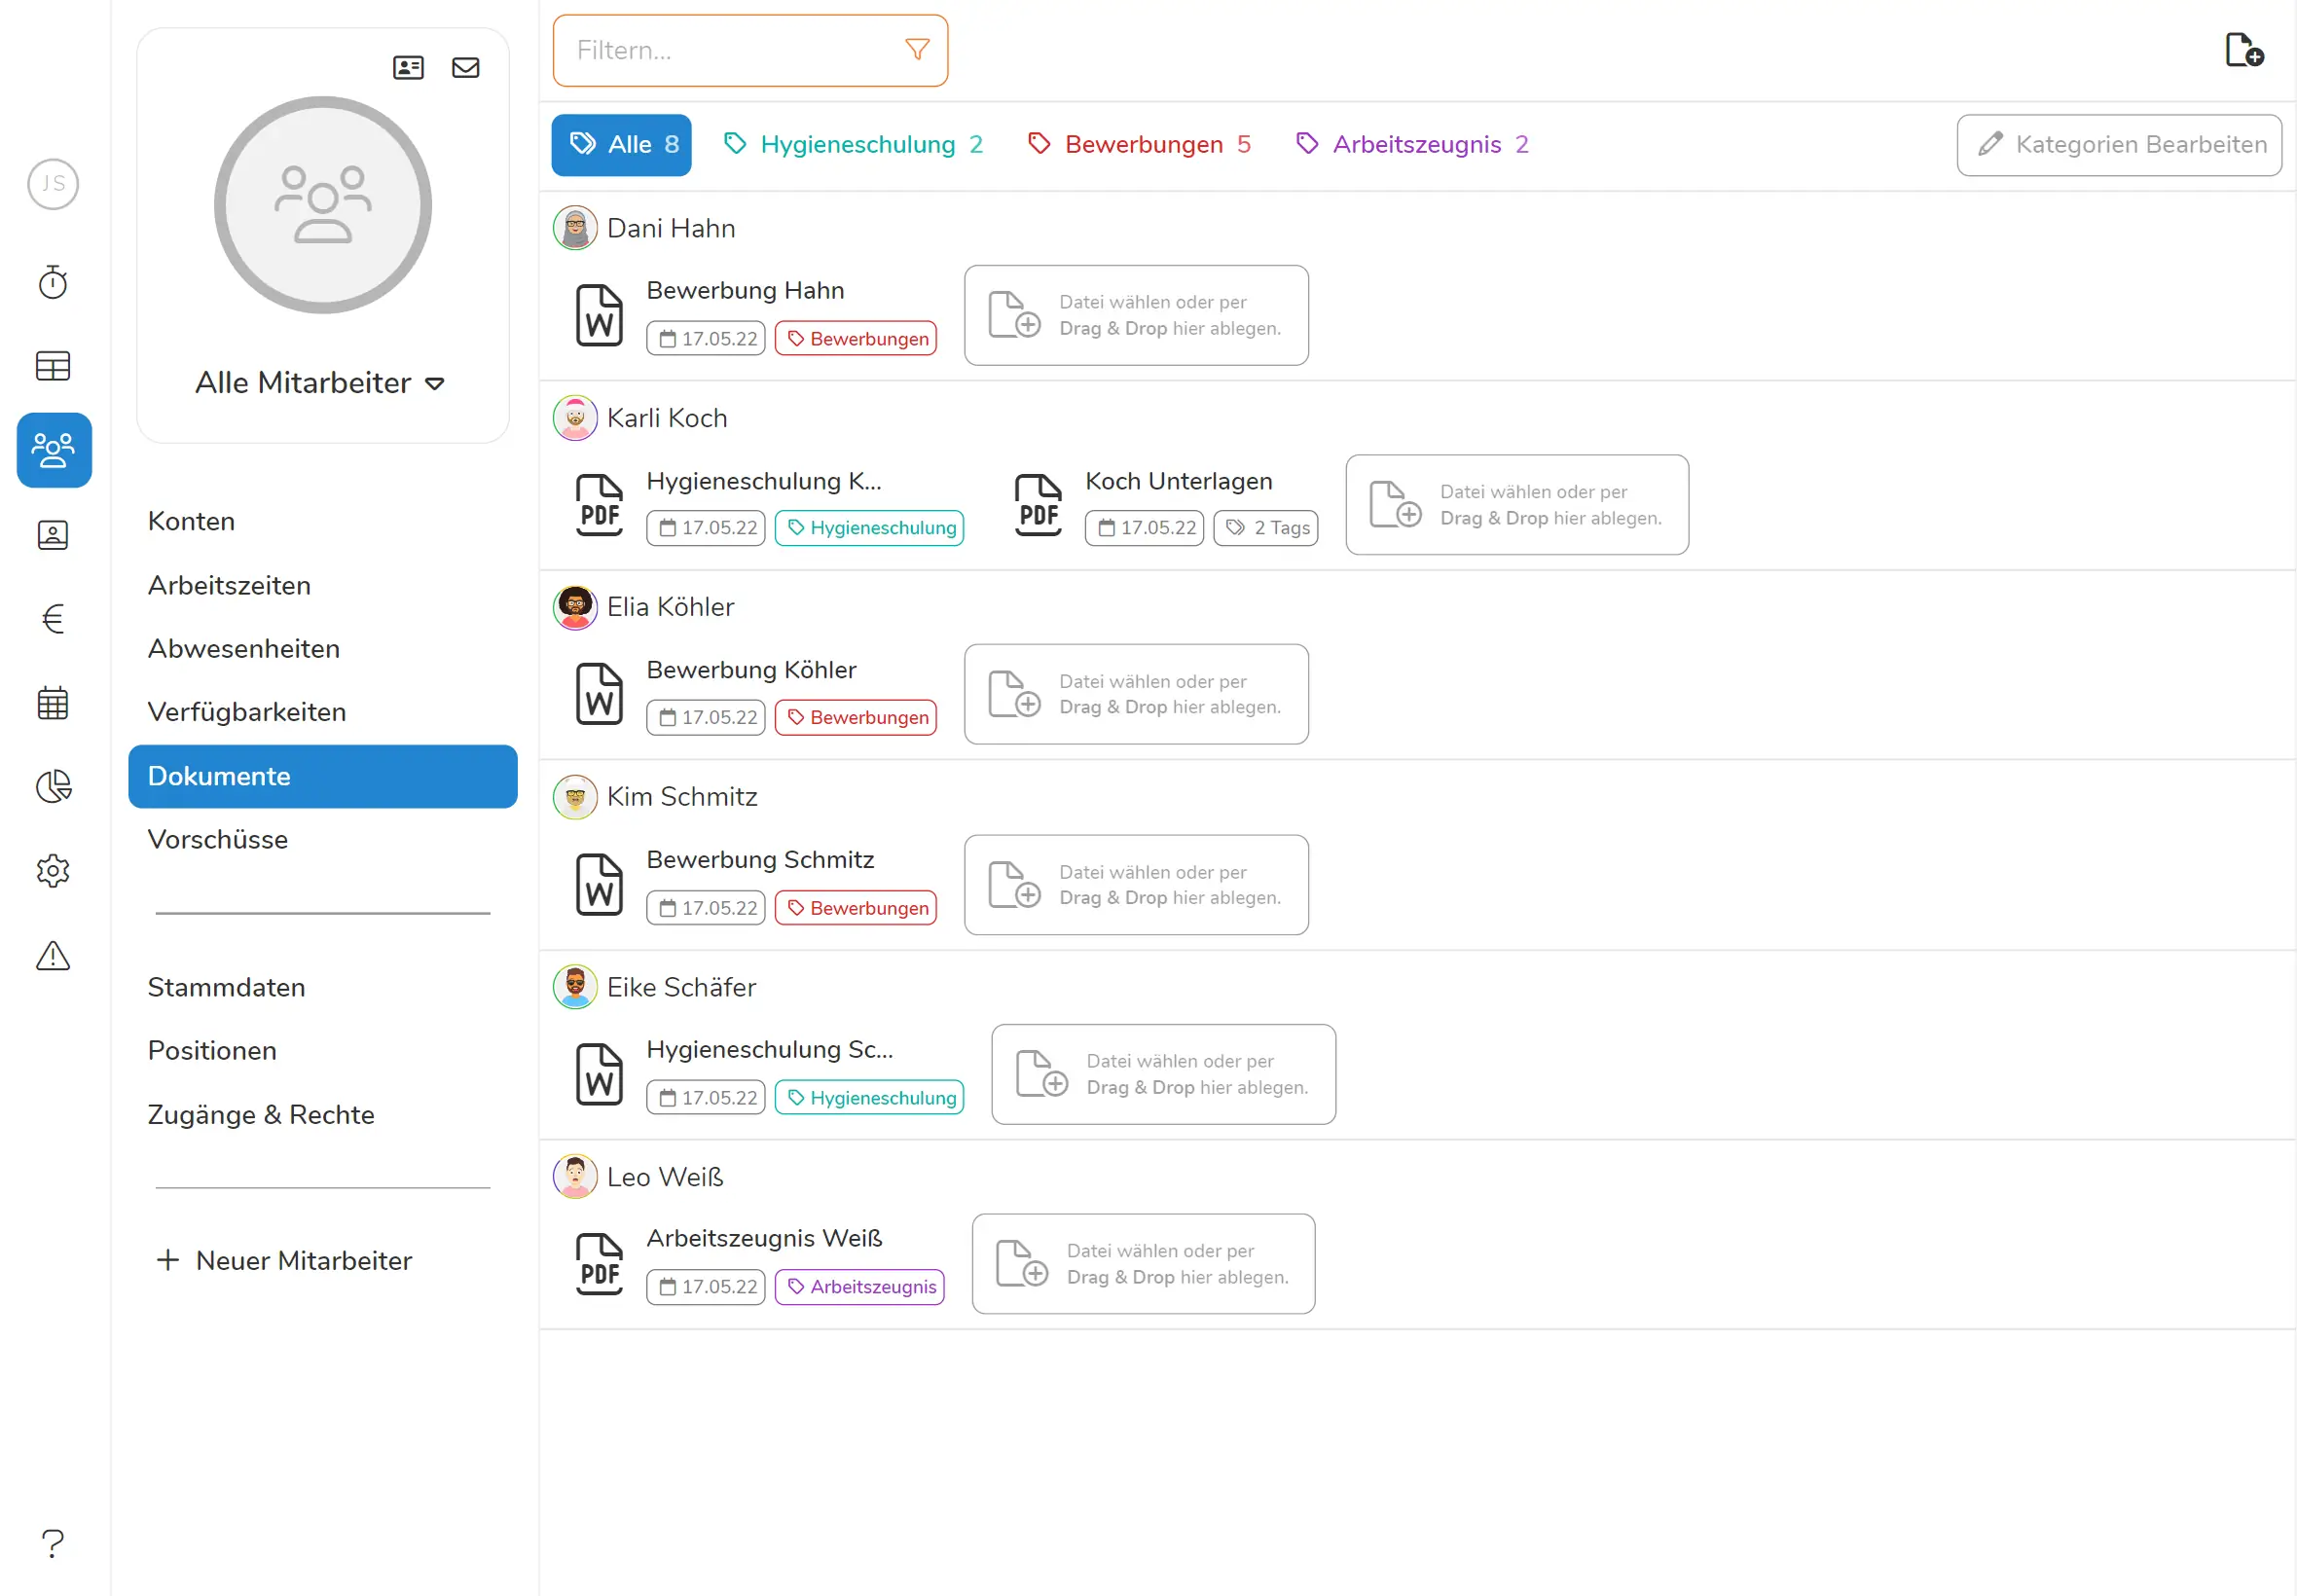 JS
Alle Mitarbeiter
Konten
Arbeitszeiten
Abwesenheiten
Verfügbarkeiten
Dokumente
Vorschüsse
Stammdaten
Positionen
Zugänge & Rechte
+ Neuer Mitarbeiter
?
Filtern...
Alle 8 Hygieneschulung 2 Bewerbungen 5 Arbeitszeugnis 2 Kategorien Bearbeiten
Dani Hahn
W
Bewerbung Hahn
17.05.22 Bewerbungen
Datei wählen oder per
Drag & Drop hier ablegen.
Karli Koch
PDF
Hygieneschulung K...
17.05.22 Hygieneschulung
PDF
Koch Unterlagen
17.05.22 2 Tags
Datei wählen oder per
Drag & Drop hier ablegen.
Elia Köhler
W
Bewerbung Köhler
17.05.22 Bewerbungen
Datei wählen oder per
Drag & Drop hier ablegen.
Kim Schmitz
W
Bewerbung Schmitz
17.05.22 Bewerbungen
Datei wählen oder per
Drag & Drop hier ablegen.
Eike Schäfer
W
Hygieneschulung Sc...
17.05.22 Hygieneschulung
Datei wählen oder per
Drag & Drop hier ablegen.
Leo Weiß
PDF
Arbeitszeugnis Weiß
17.05.22 Arbeitszeugnis
Datei wählen oder per
Drag & Drop hier ablegen.